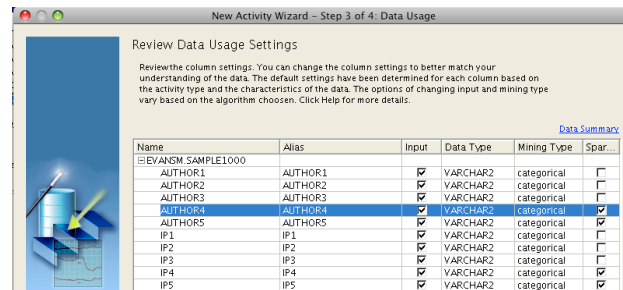 New Activity Wizard – Step 3 of 4: Data Usage
Review Data Usage Settings
Review the column settings. You can change the column settings to better match your
understanding of the data. The default settings have been determined for each column based on
the activity type and the characteristics of the data. The options of changing input and mining type
vary based on the algorithm choosen. Click Help for more details.
Data Summary
Name Alias Input Data Type Mining Type Spar...
EVANSM.SAMPLE1000
AUTHOR1 AUTHOR1 VARCHAR2 categorical
AUTHOR2 AUTHOR2 VARCHAR2 categorical
AUTHOR3 AUTHOR3 VARCHAR2 categorical
AUTHOR4 AUTHOR4 VARCHAR2 categorical
AUTHOR5 AUTHOR5 VARCHAR2 categorical
IP1 IP1 VARCHAR2 categorical
IP2 IP2 VARCHAR2 categorical
IP3 IP3 VARCHAR2 categorical
IP4 IP4 VARCHAR2 categorical
IP5 IP5 VARCHAR2 categorical